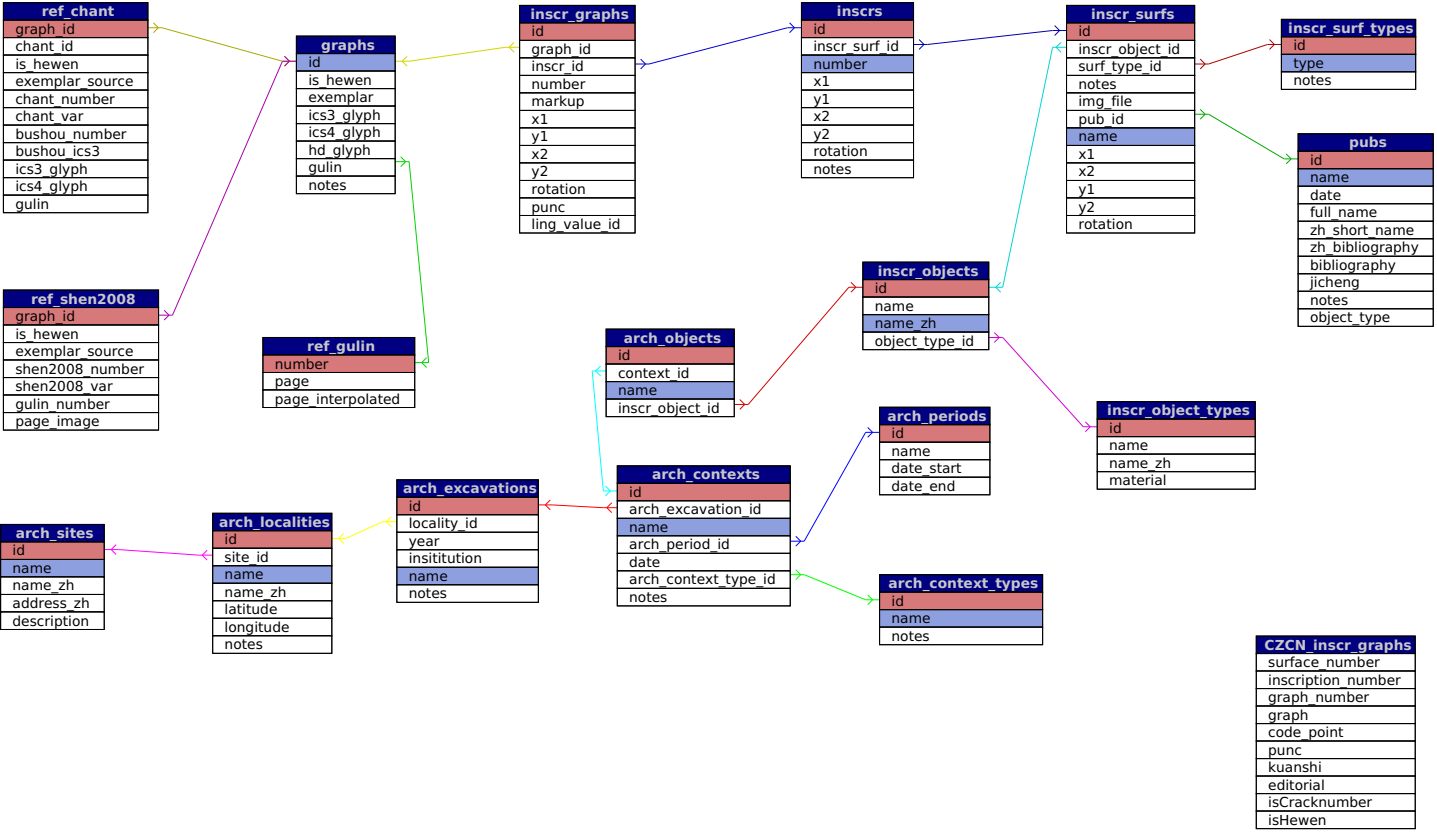 ref_chant
graph_id
chant_id
is_hewen
exemplar_source
chant_number
chant_var
bushou_number
bushou_ics3
ics3_glyph
ics4_glyph
gulin
graphs
id
is_hewen
exemplar
ics3_glyph
ics4_glyph
hd_glyph
gulin
notes
inscr_graphs
id
graph_id
inscr_id
number
markup
x1
y1
x2
y2
rotation
punc
ling_value_id
inscrs
id
inscr_surf_id
number
x1
y1
x2
y2
rotation
notes
inscr_surfs
id
inscr_object_id
surf_type_id
notes
img_file
pub_id
name
x1
x2
y1
y2
rotation
inscr_surf_types
id
type
notes
pubs
id
name
date
full_name
zh_short_name
zh_bibliography
bibliography
jicheng
notes
object_type
ref_shen2008
graph_id
is_hewen
exemplar_source
shen2008_number
shen2008_var
gulin_number
page_image
ref_gulin
number
page
page_interpolated
arch_objects
id
context_id
name
inscr_object_id
inscr_objects
id
name
name_zh
object_type_id
arch_periods
id
name
date_start
date_end
inscr_object_types
id
name
name_zh
material
arch_sites
id
name
name_zh
address_zh
description
arch_localities
id
site_id
name
name_zh
latitude
longitude
notes
arch_excavations
id
locality_id
year
insititution
name
notes
arch_contexts
id
arch_excavation_id
name
arch_period_id
date
arch_context_type_id
notes
arch_context_types
id
name
notes
CZCN_inscr_graphs
surface_number
inscription_number
graph_number
graph
code_point
punc
kuanshi
editorial
isCracknumber
isHewen